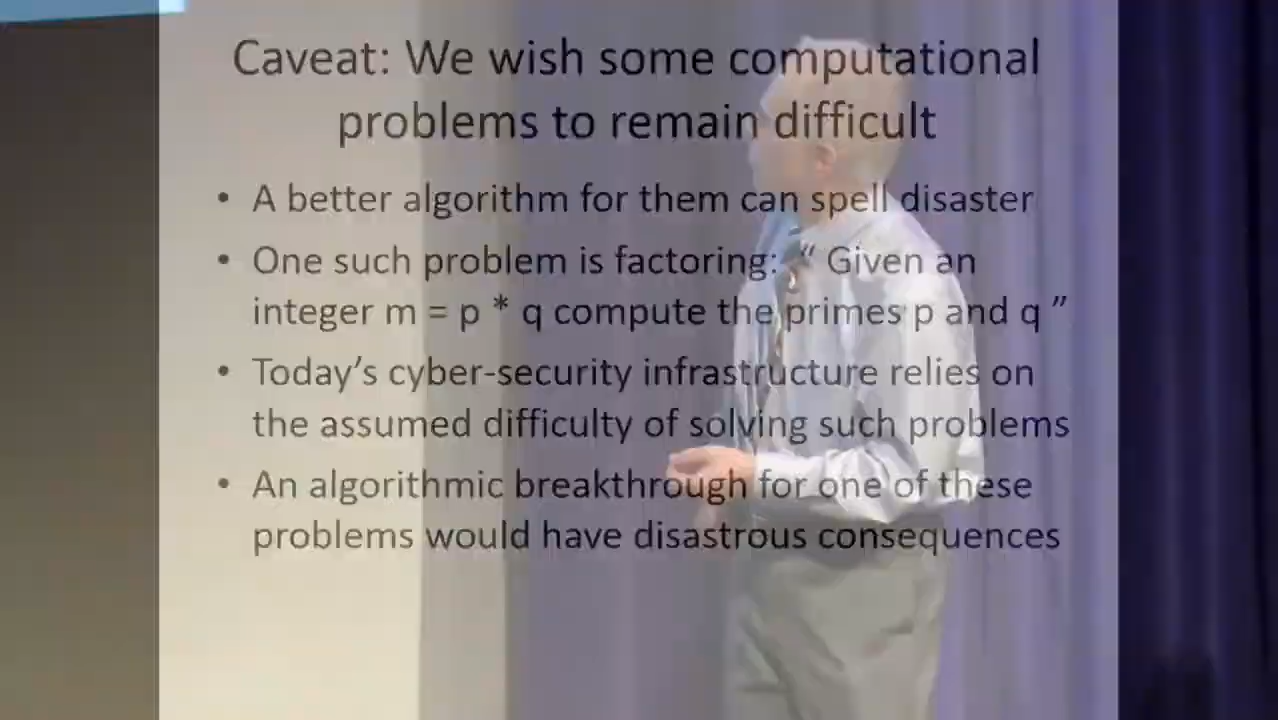 Caveat: We wish some computational
problems to remain difficult
• A better algorithm for them can spell disaster
• One such problem is factoring: “ Given an
integer m = p * q compute the primes p and q ”
• Today’s cyber-security infrastructure relies on
the assumed difficulty of solving such problems
• An algorithmic breakthrough for one of these
problems would have disastrous consequences